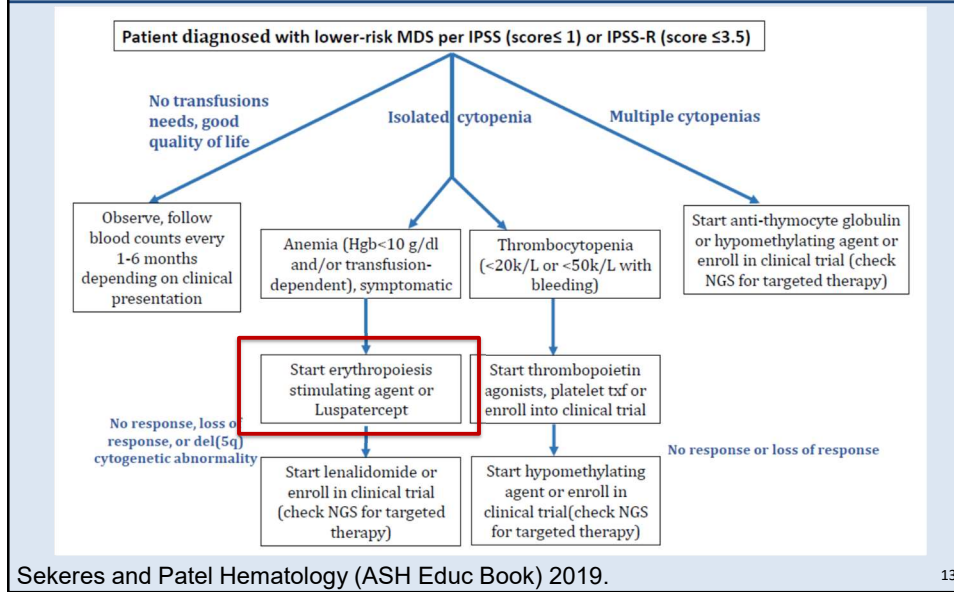 Patient diagnosed with lower-risk MDS per IPSS (score≤ 1) or IPSS-R (score ≤3.5)
No transfusions
needs, good
quality of life
Isolated cytopenia
Multiple cytopenias
Observe, follow
blood counts every
1-6 months
depending on clinical
presentation
Anemia (Hgb<10 g/dl
and/or transfusion-
dependent), symptomatic
Thrombocytopenia
(<20k/L or <50k/L with
bleeding)
Start anti-thymocyte globulin
or hypomethylating agent or
enroll in clinical trial (check
NGS for targeted therapy)
Start erythropoiesis
stimulating agent or
Luspatercept
Start thrombopoietin
agonists, platelet txf or
enroll into clinical trial
No response, loss of
response, or del(5q)
cytogenetic abnormality
No response or loss of response
Start lenalidomide or
enroll in clinical trial
(check NGS for targeted
therapy)
Start hypomethylating
agent or enroll in
clinical trial(check NGS
for targeted therapy)
Sekeres and Patel Hematology (ASH Educ Book) 2019.
13